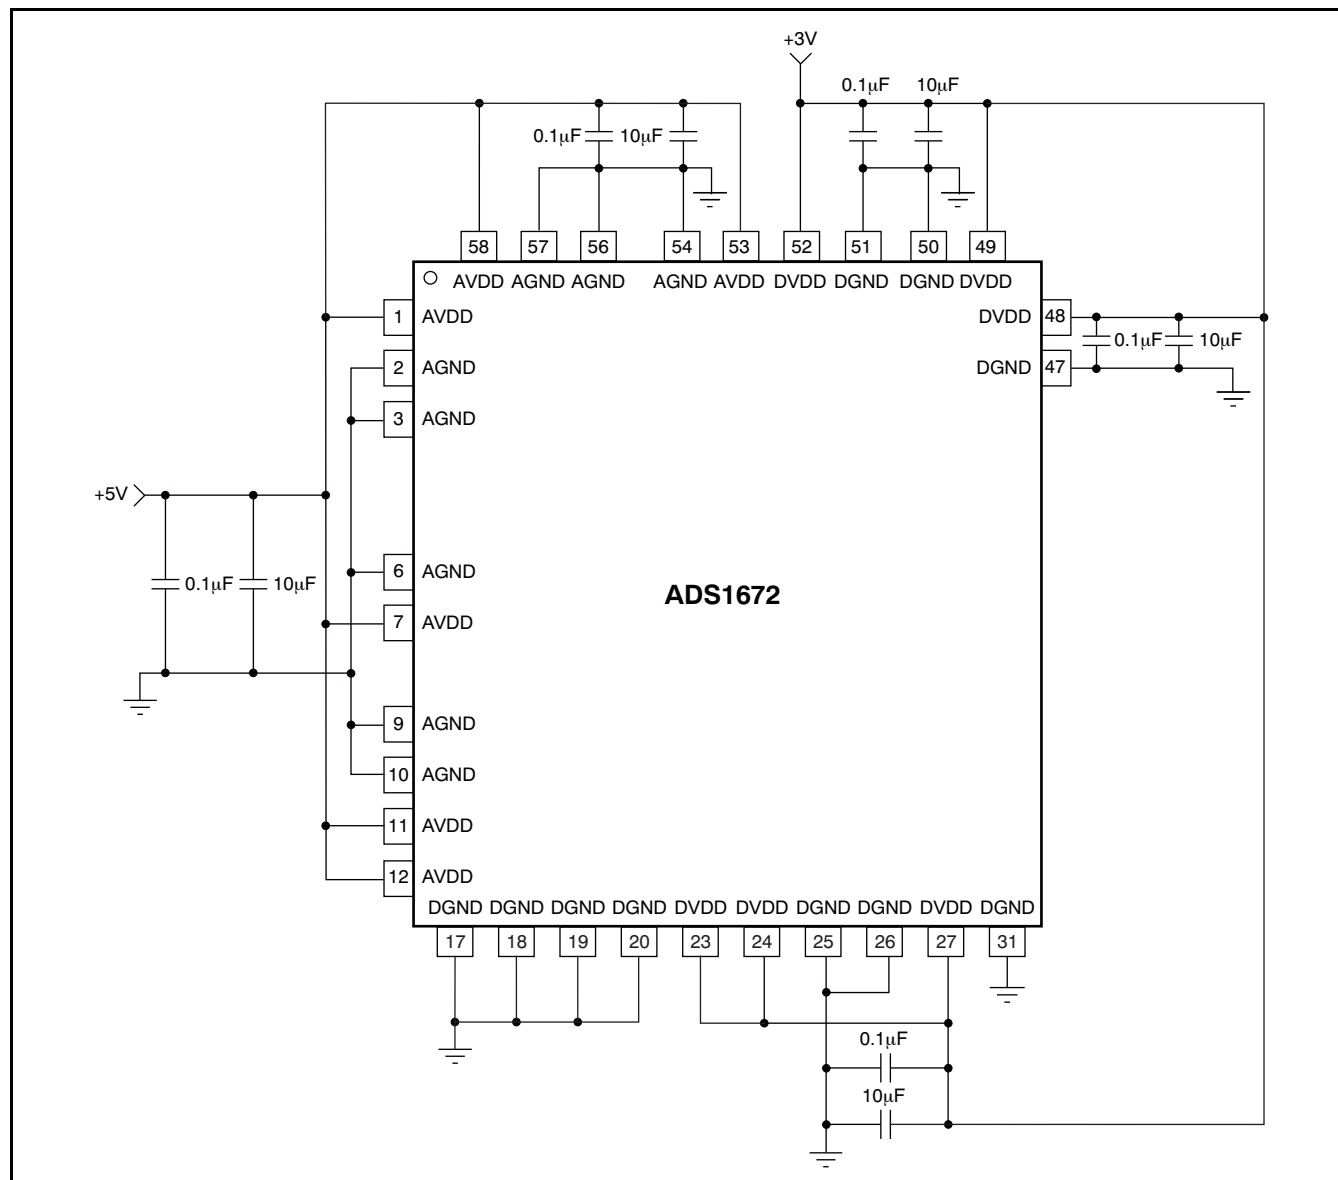 +3V
0.1μF 10μF
0.1μF 10μF
58 57 56 54 53 52 51 50 49
AVDD AGND AGND AGND AVDD DVDD DGND DGND DVDD
1 AVDD
DVDD 48
0.1μF 10μF
2 AGND
DGND 47
3 AGND
+5V
6 AGND
0.1μF 10μF
ADS1672
7 AVDD
9 AGND
10 AGND
11 AVDD
12 AVDD
DGND DGND DGND DGND DVDD DVDD DGND DGND DVDD DGND
17 18 19 20 23 24 25 26 27 31
0.1μF
10μF